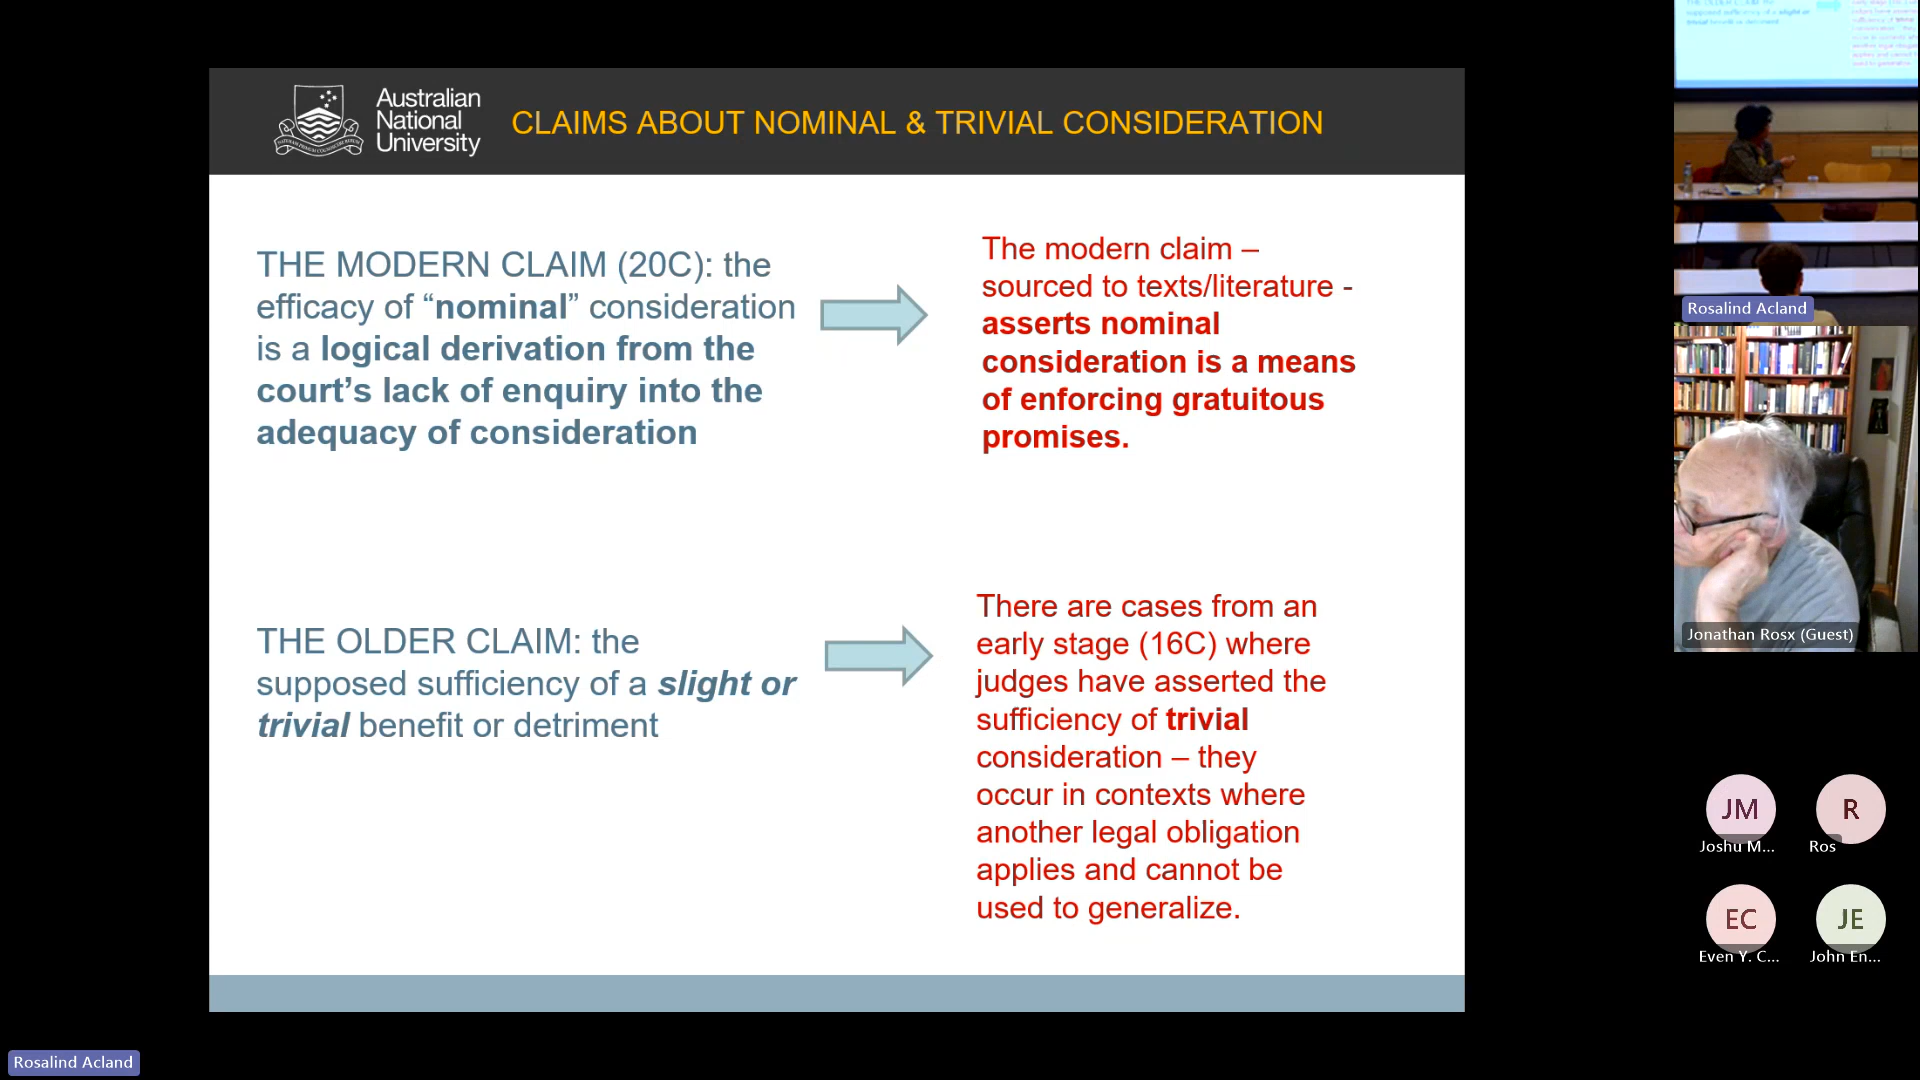 Australian
National
University
CLAIMS ABOUT NOMINAL & TRIVIAL CONSIDERATION
THE MODERN CLAIM (20C): the
efficacy of “nominal” consideration
is a logical derivation from the
court’s lack of enquiry into the
adequacy of consideration
The modern claim –
sourced to texts/literature -
asserts nominal
consideration is a means
of enforcing gratuitous
promises.
THE OLDER CLAIM: the
supposed sufficiency of a slight or
trivial benefit or detriment
There are cases from an
early stage (16C) where
judges have asserted the
sufficiency of trivial
consideration – they
occur in contexts where
another legal obligation
applies and cannot be
used to generalize.
Rosalind Acland
Jonathan Rosx (Guest)
JM
Joshu M...
R
Ros
EC
Even Y. C...
JE
John En...
Rosalind Acland